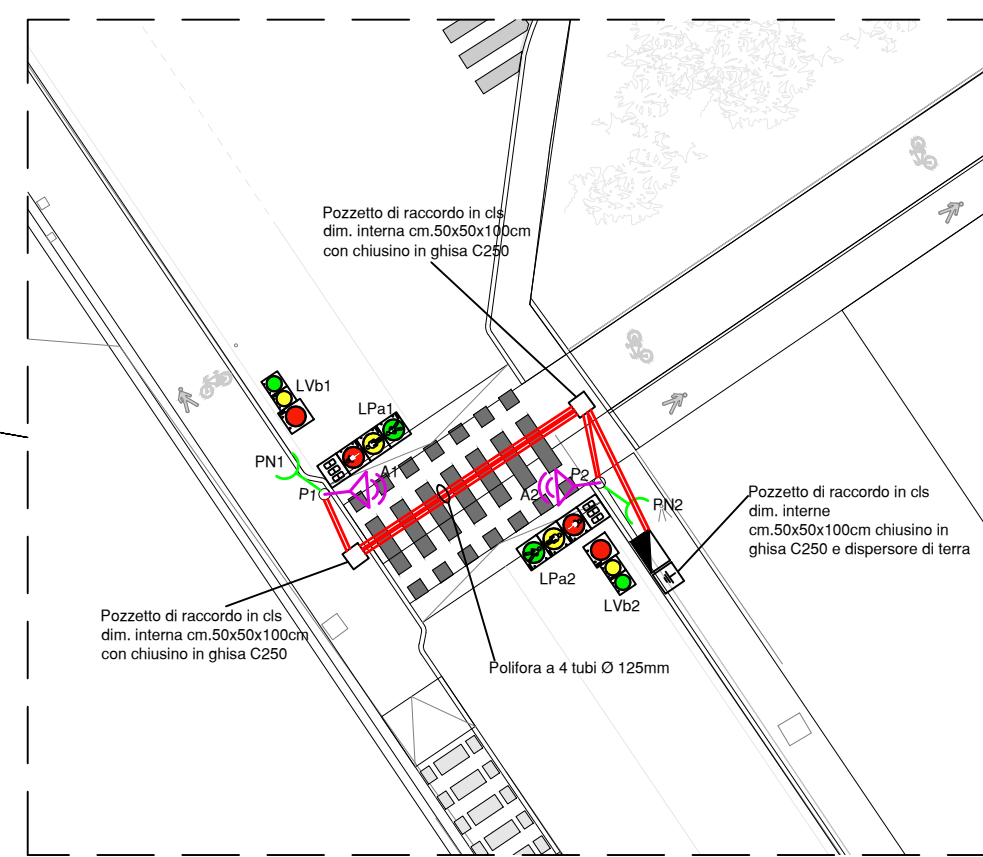 Pozzetto di raccordo in cls
dim. interna cm.50x50x100cm
con chiusino in ghisa C250
LVb1
LPa1
PN1
P1
A1
A2
P2
PN2
Pozzetto di raccordo in cls
dim. interne
cm.50x50x100cm chiusino in
ghisa C250 e dispersore di terra
LPa2
LVb2
Pozzetto di raccordo in cls
dim. interna cm.50x50x100cm
con chiusino in ghisa C250
Polifora a 4 tubi Ø 125mm